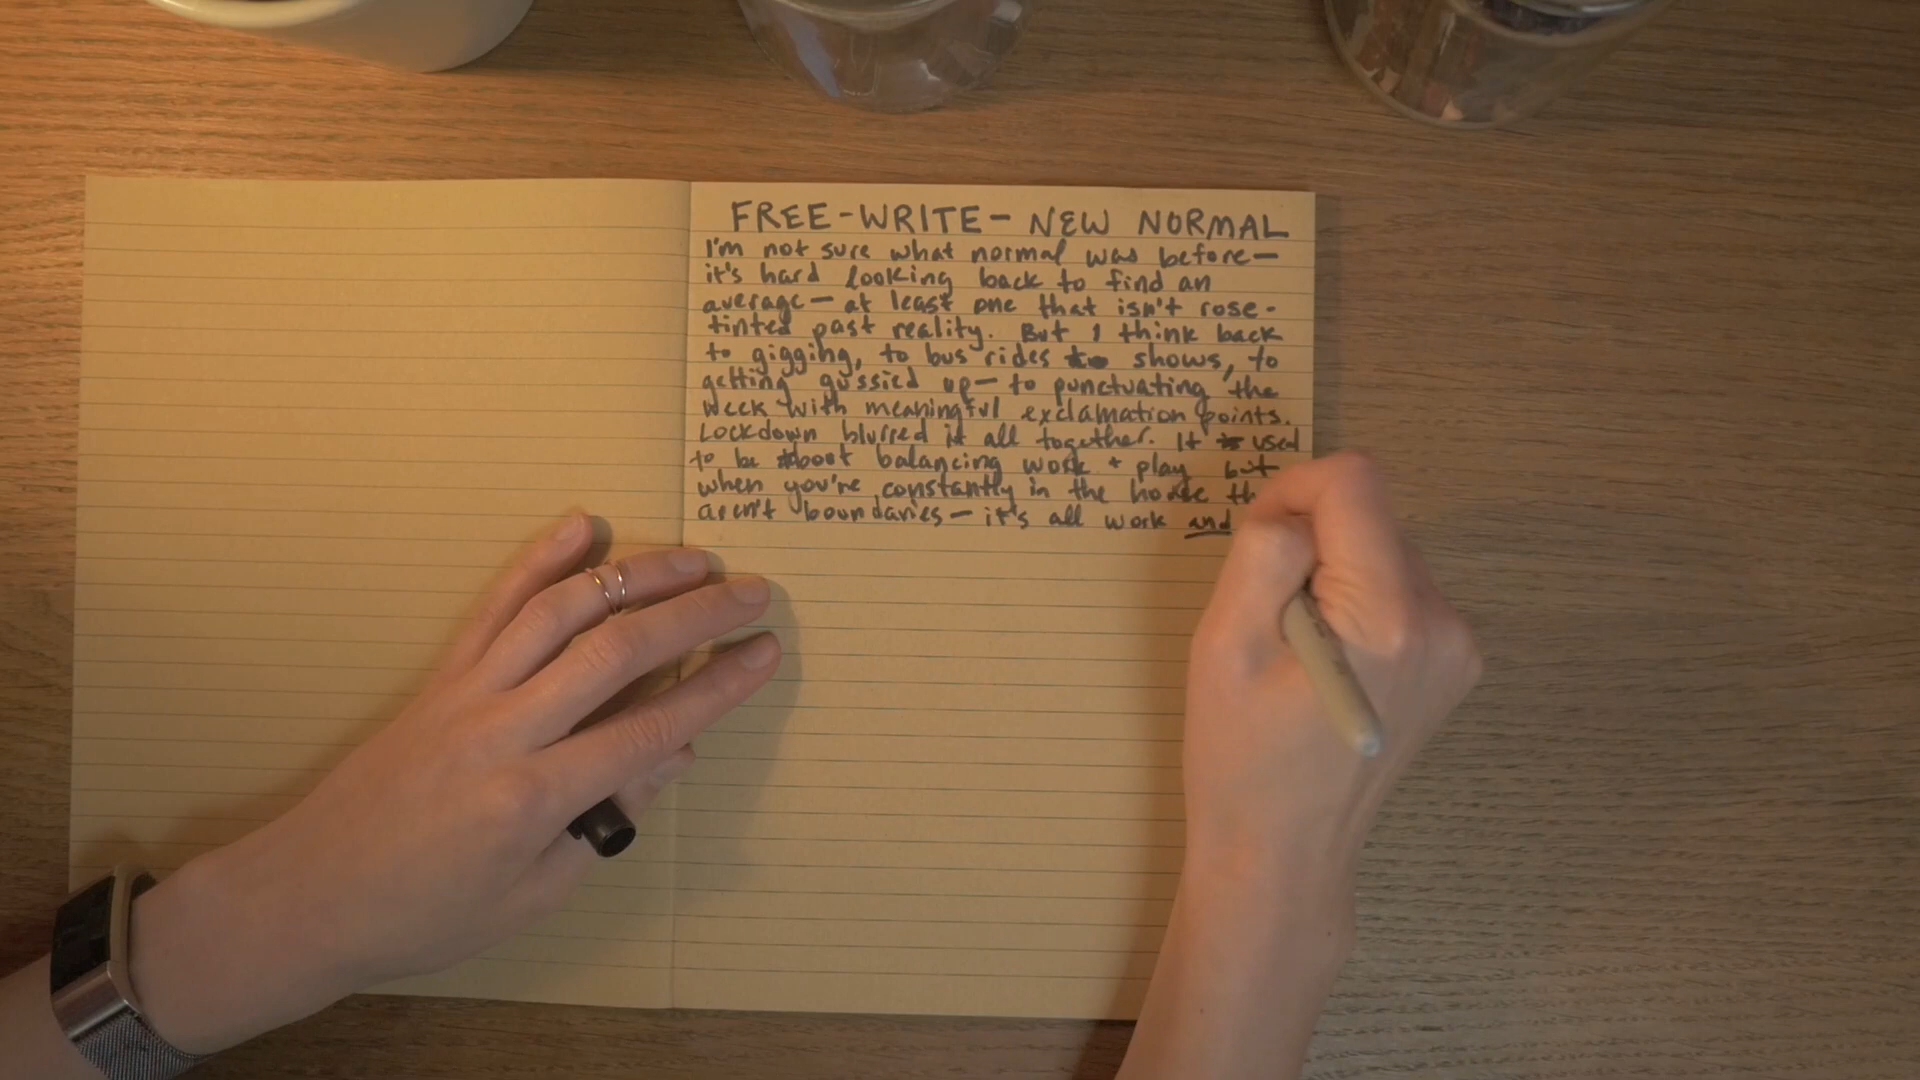 FREE-WRITE- NEW NORMAL
I'm not sure what normal was before—
it's hard looking back to find an
average— at least one that isn't rose-
tinted past reality. But I think back
to gigging, to bus rides to shows, to
getting gussied up— to punctuating the
week with meaningful exclamation points.
Lockdown blurred it all together. It used
to be about balancing work + play but
when you're constantly in the house th
aren't boundaries— it's all work and